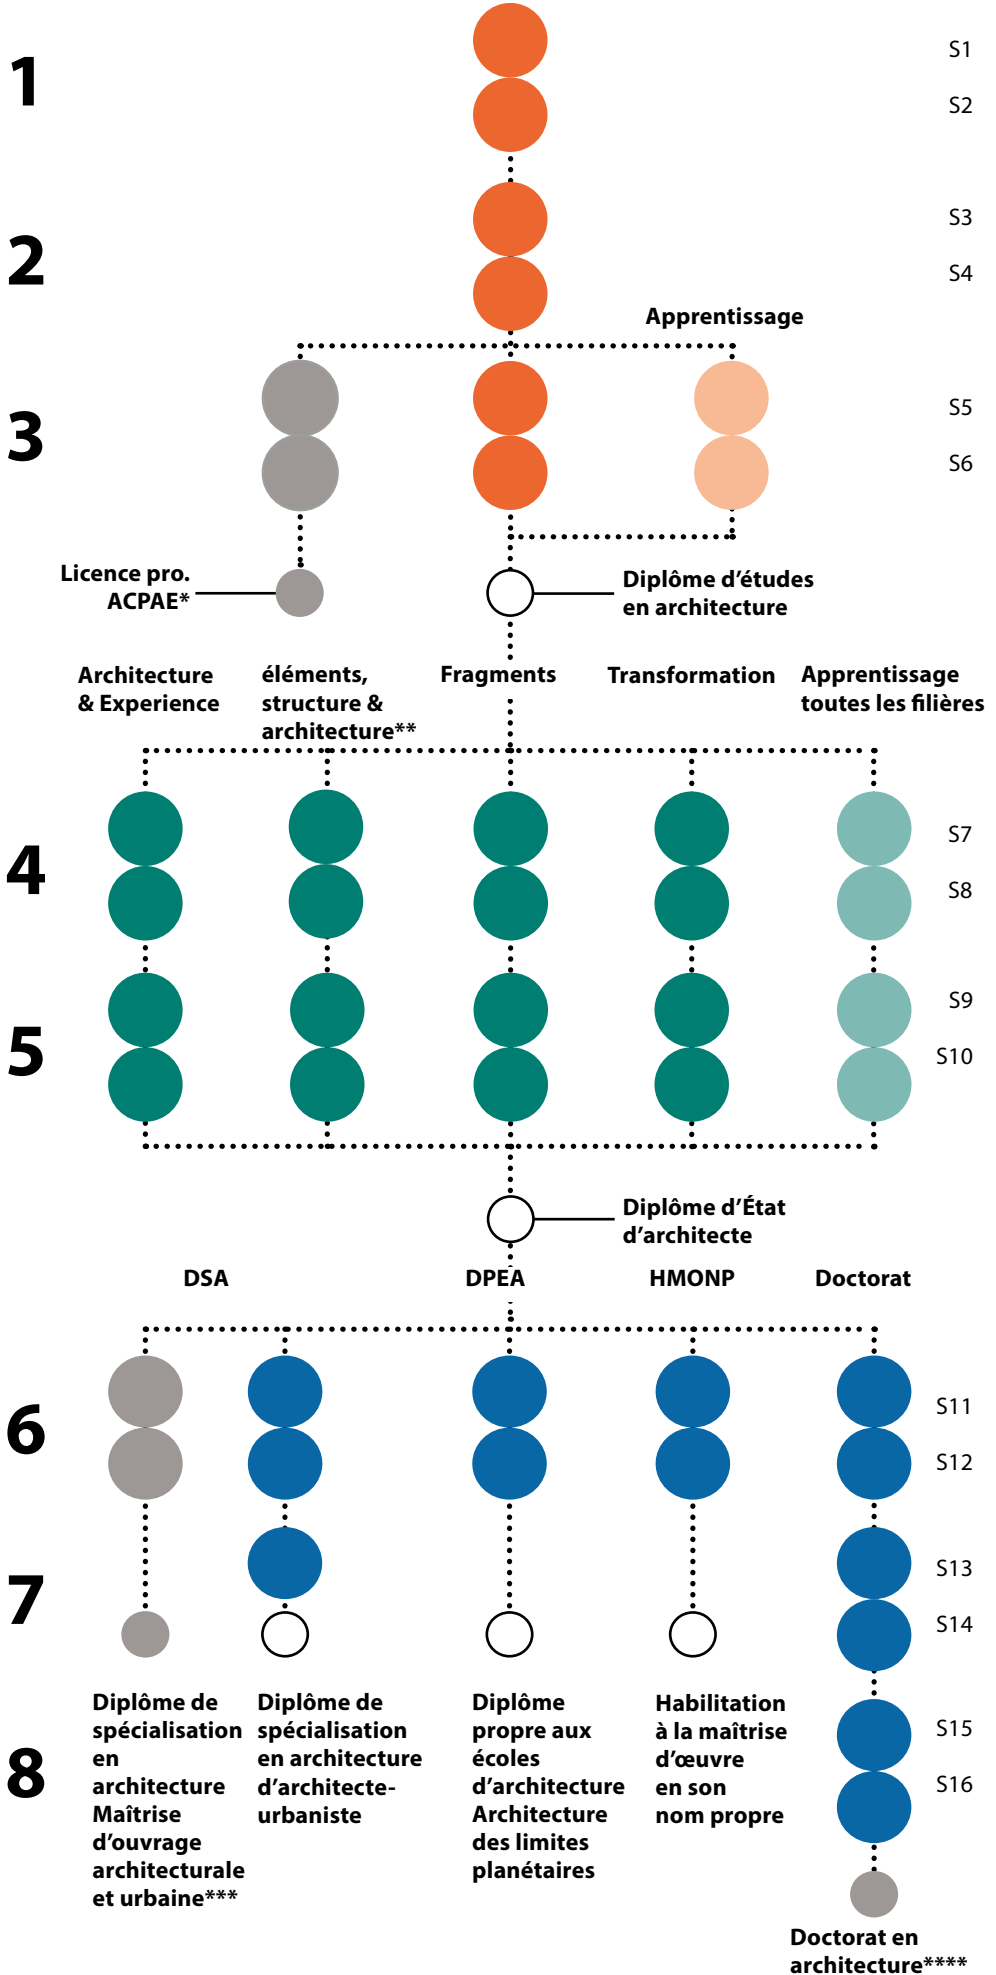 1
S1
S2
2
S3
S4
Apprentissage
3
S5
S6
Licence pro.
ACPAE*
Diplôme d'études
en architecture
Architecture
& Experience
éléments,
structure &
architecture**
Fragments
Transformation
Apprentissage
toutes les filières
4
S7
S8
5
S9
S10
Diplôme d'État
d'architecte
DSA
DPEA
HMONP
Doctorat
6
S11
S12
7
S13
S14
8
S15
S16
Diplôme de
spécialisation
en
architecture
Maîtrise
d'ouvrage
architecturale
et urbaine***
Diplôme de
spécialisation
en architecture
d'architecte-
urbaniste
Diplôme
propre aux
écoles
d'architecture
Architecture
des limites
planétaires
Habilitation
à la maîtrise
d'œuvre
en son
nom propre
Doctorat en
architecture****